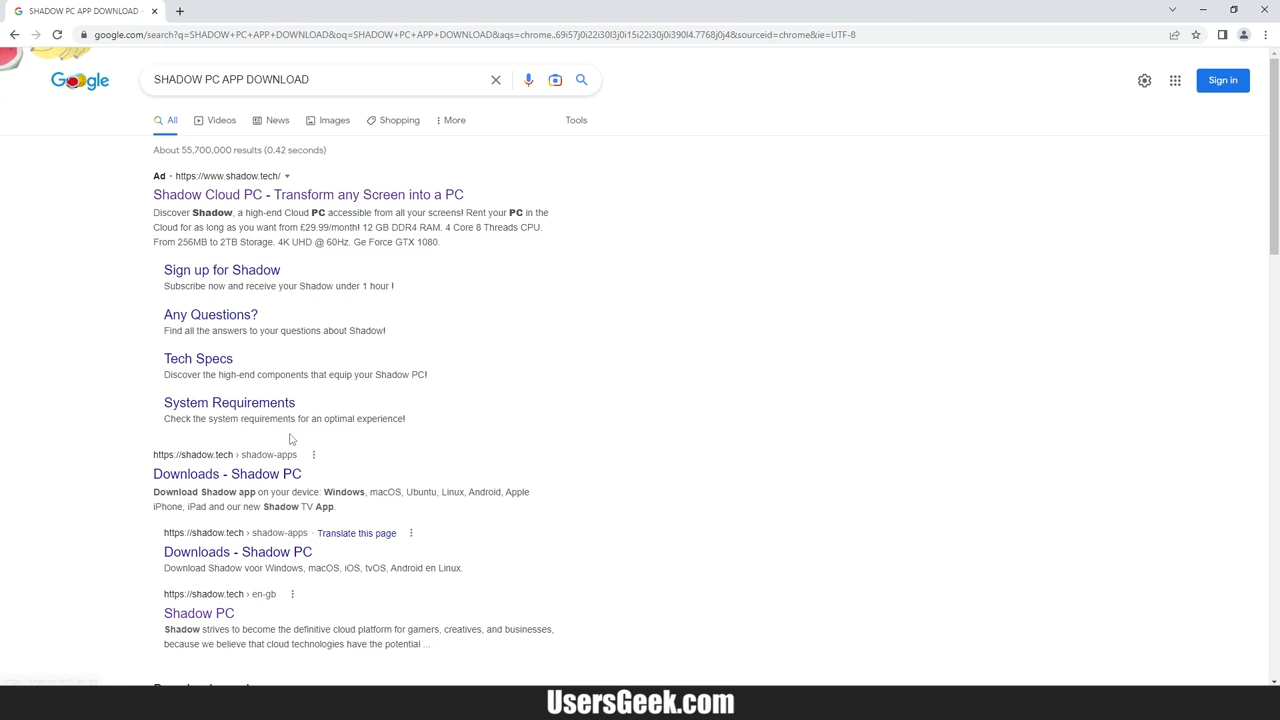 SHADOW PC APP DOWNLOAD -
google.com/search?q=SHADOW+PC+APP+DOWNLOAD&oq=SHADOW+PC+APP+DOWNLOAD&aqs=chrome..69i57j0i22i30l3j0i15i22i30j0i390l4.7768j0j4&sourceid=chrome&ie=UTF-8
Google
SHADOW PC APP DOWNLOAD
Sign in
All Videos News Images Shopping More Tools
About 55,700,000 results (0.42 seconds)
Ad · https://www.shadow.tech/
Shadow Cloud PC - Transform any Screen into a PC
Discover Shadow, a high-end Cloud PC accessible from all your screens! Rent your PC in the
Cloud for as long as you want from £29.99/month! 12 GB DDR4 RAM. 4 Core 8 Threads CPU.
From 256MB to 2TB Storage. 4K UHD @ 60Hz. Ge Force GTX 1080.
Sign up for Shadow
Subscribe now and receive your Shadow under 1 hour !
Any Questions?
Find all the answers to your questions about Shadow!
Tech Specs
Discover the high-end components that equip your Shadow PC!
System Requirements
Check the system requirements for an optimal experience!
https://shadow.tech › shadow-apps
Downloads - Shadow PC
Download Shadow app on your device: Windows, macOS, Ubuntu, Linux, Android, Apple
iPhone, iPad and our new Shadow TV App.
https://shadow.tech › shadow-apps · Translate this page
Downloads - Shadow PC
Download Shadow voor Windows, macOS, iOS, tvOS, Android en Linux.
https://shadow.tech › en-gb
Shadow PC
Shadow strives to become the definitive cloud platform for gamers, creatives, and businesses,
because we believe that cloud technologies have the potential ...
UsersGeek.com